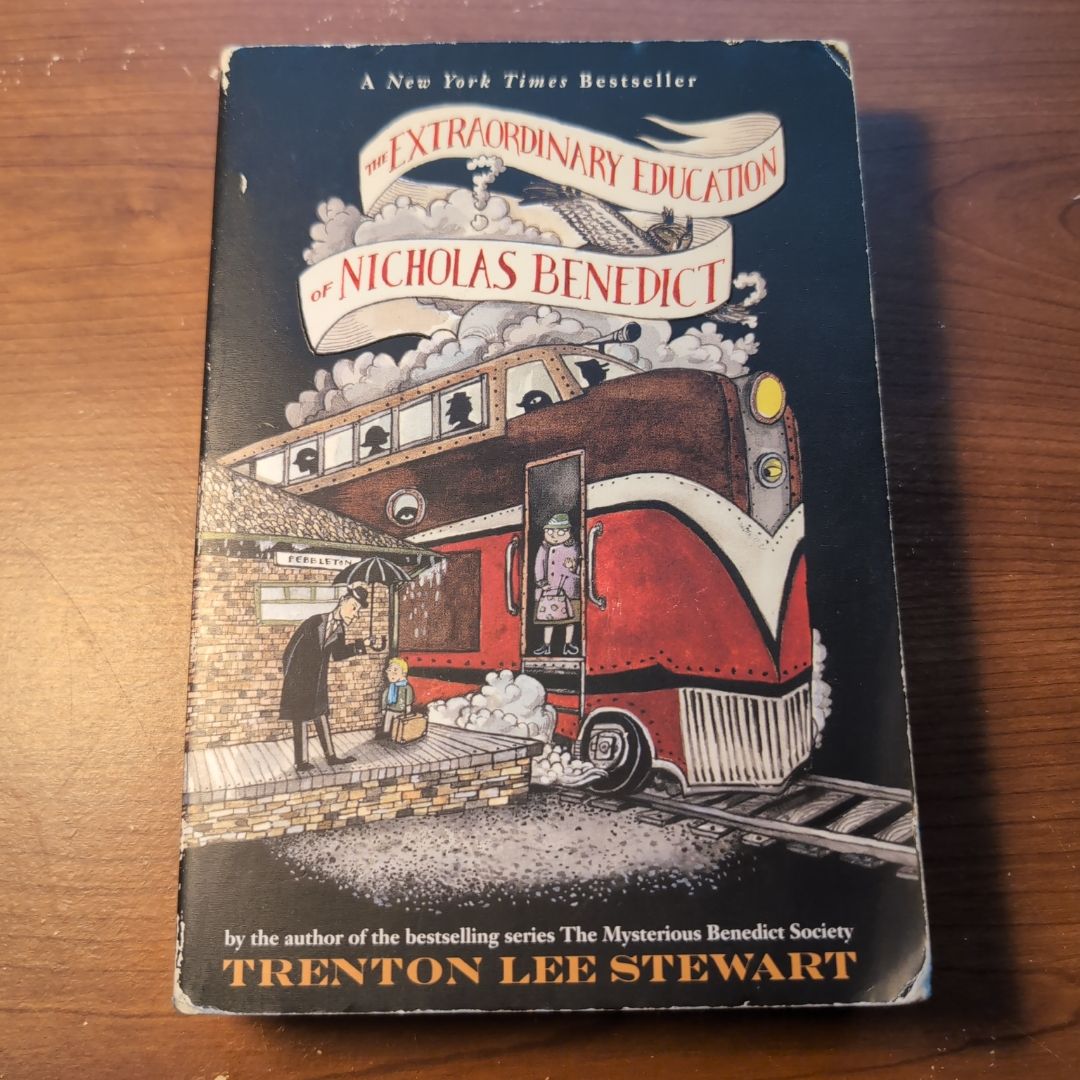 A New York Times Bestseller
THE EXTRAORDINARY EDUCATION
OF NICHOLAS BENEDICT
PEBBLETON
by the author of the bestselling series The Mysterious Benedict Society
TRENTON LEE STEWART